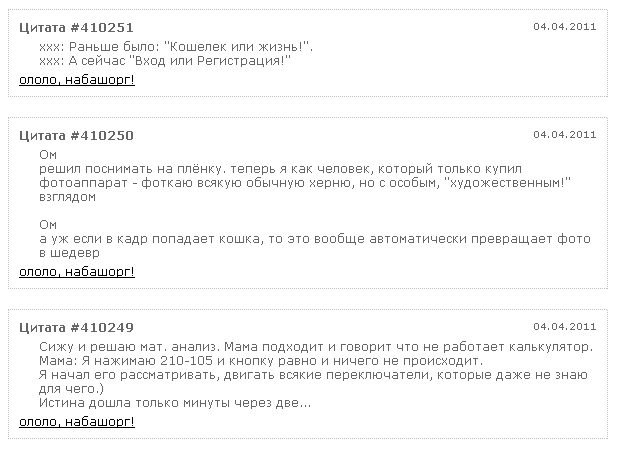 Цитата #410251 04.04.2011
xxx: Раньше было: "Кошелек или жизнь!".
xxx: А сейчас "Вход или Регистрация!"
ололо, набашорг!
Цитата #410250 04.04.2011
Ом
решил поснимать на плёнку. теперь я как человек, который только купил
фотоаппарат - фоткаю всякую обычную херню, но с особым, "художественным!"
взглядом
Ом
а уж если в кадр попадает кошка, то это вообще автоматически превращает фото
в шедевр
ололо, набашорг!
Цитата #410249 04.04.2011
Сижу и решаю мат. анализ. Мама подходит и говорит что не работает калькулятор.
Мама: Я нажимаю 210-105 и кнопку равно и ничего не происходит.
Я начал его рассматривать, двигать всякие переключатели, которые даже не знаю
для чего.)
Истина дошла только минуты через две...
ололо, набашорг!